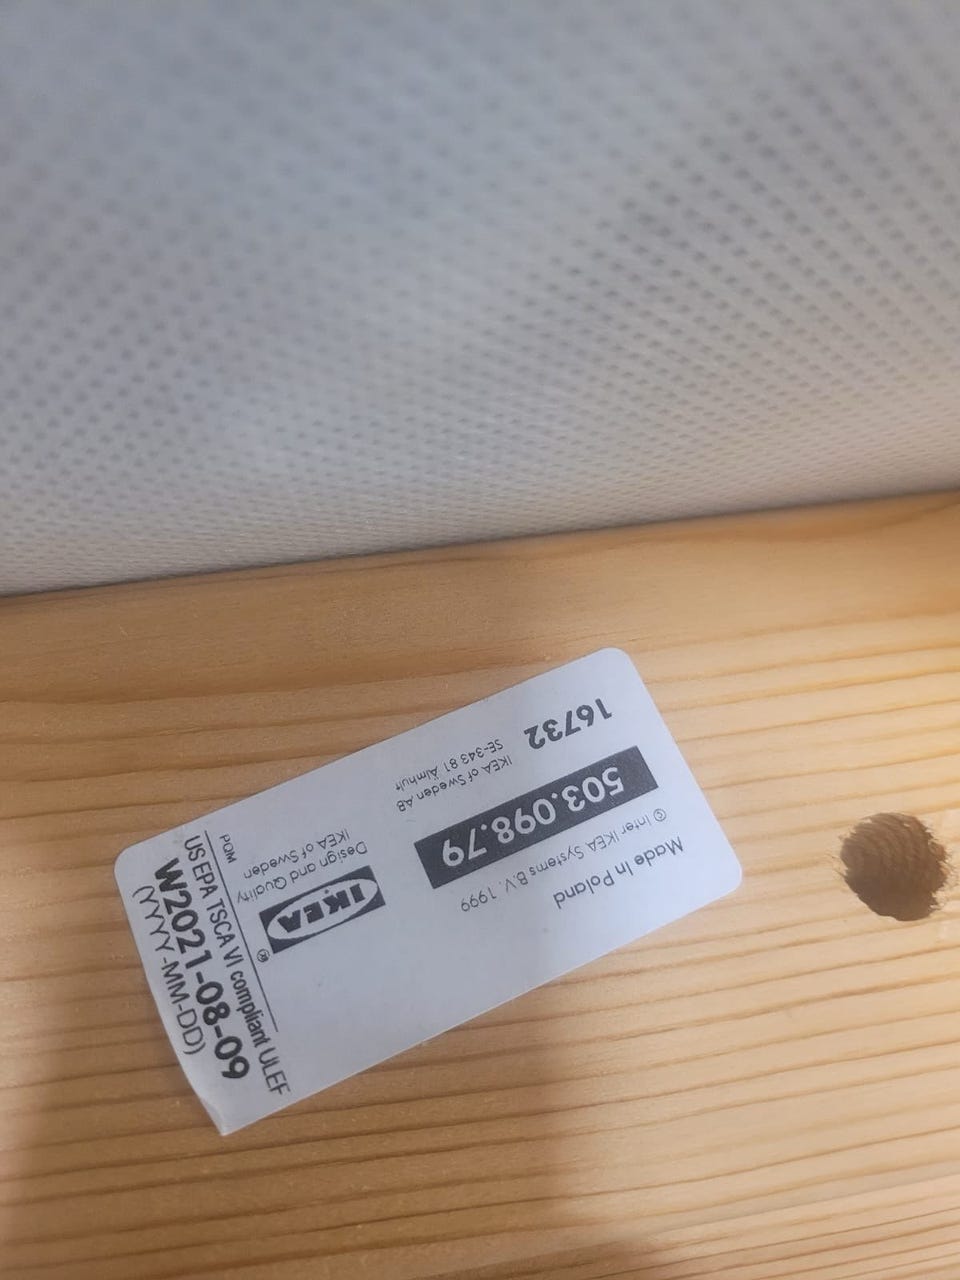 Made in Poland
© Inter IKEA Systems B.V. 1999
503.098.79
IKEA of Sweden AB
SE-343 81 Älmhult
16732
IKEA®
Design and Quality
IKEA of Sweden
PQM
US EPA TSCA VI compliant ULEF
W2021-08-09
(YYYY-MM-DD)